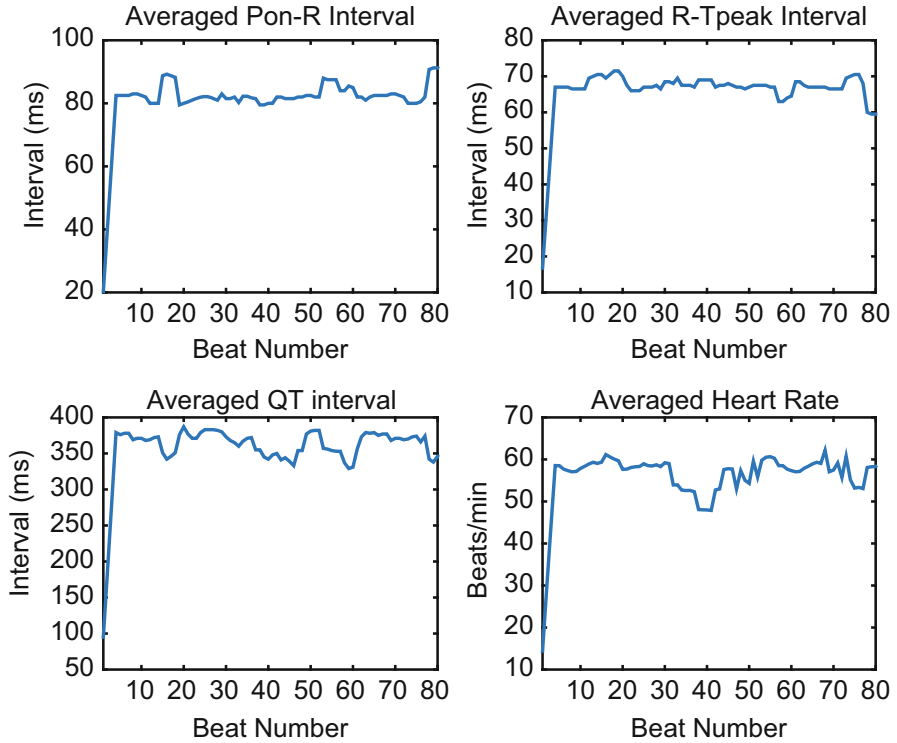 Averaged Pon-R Interval
100
80
60
40
20
Interval (ms)
10 20 30 40 50 60 70 80
Beat Number
Averaged R-Tpeak Interval
80
70
60
50
40
30
20
10
Interval (ms)
10 20 30 40 50 60 70 80
Beat Number
Averaged QT interval
400
350
300
250
200
150
100
50
Interval (ms)
10 20 30 40 50 60 70 80
Beat Number
Averaged Heart Rate
70
60
50
40
30
20
10
Beats/min
10 20 30 40 50 60 70 80
Beat Number